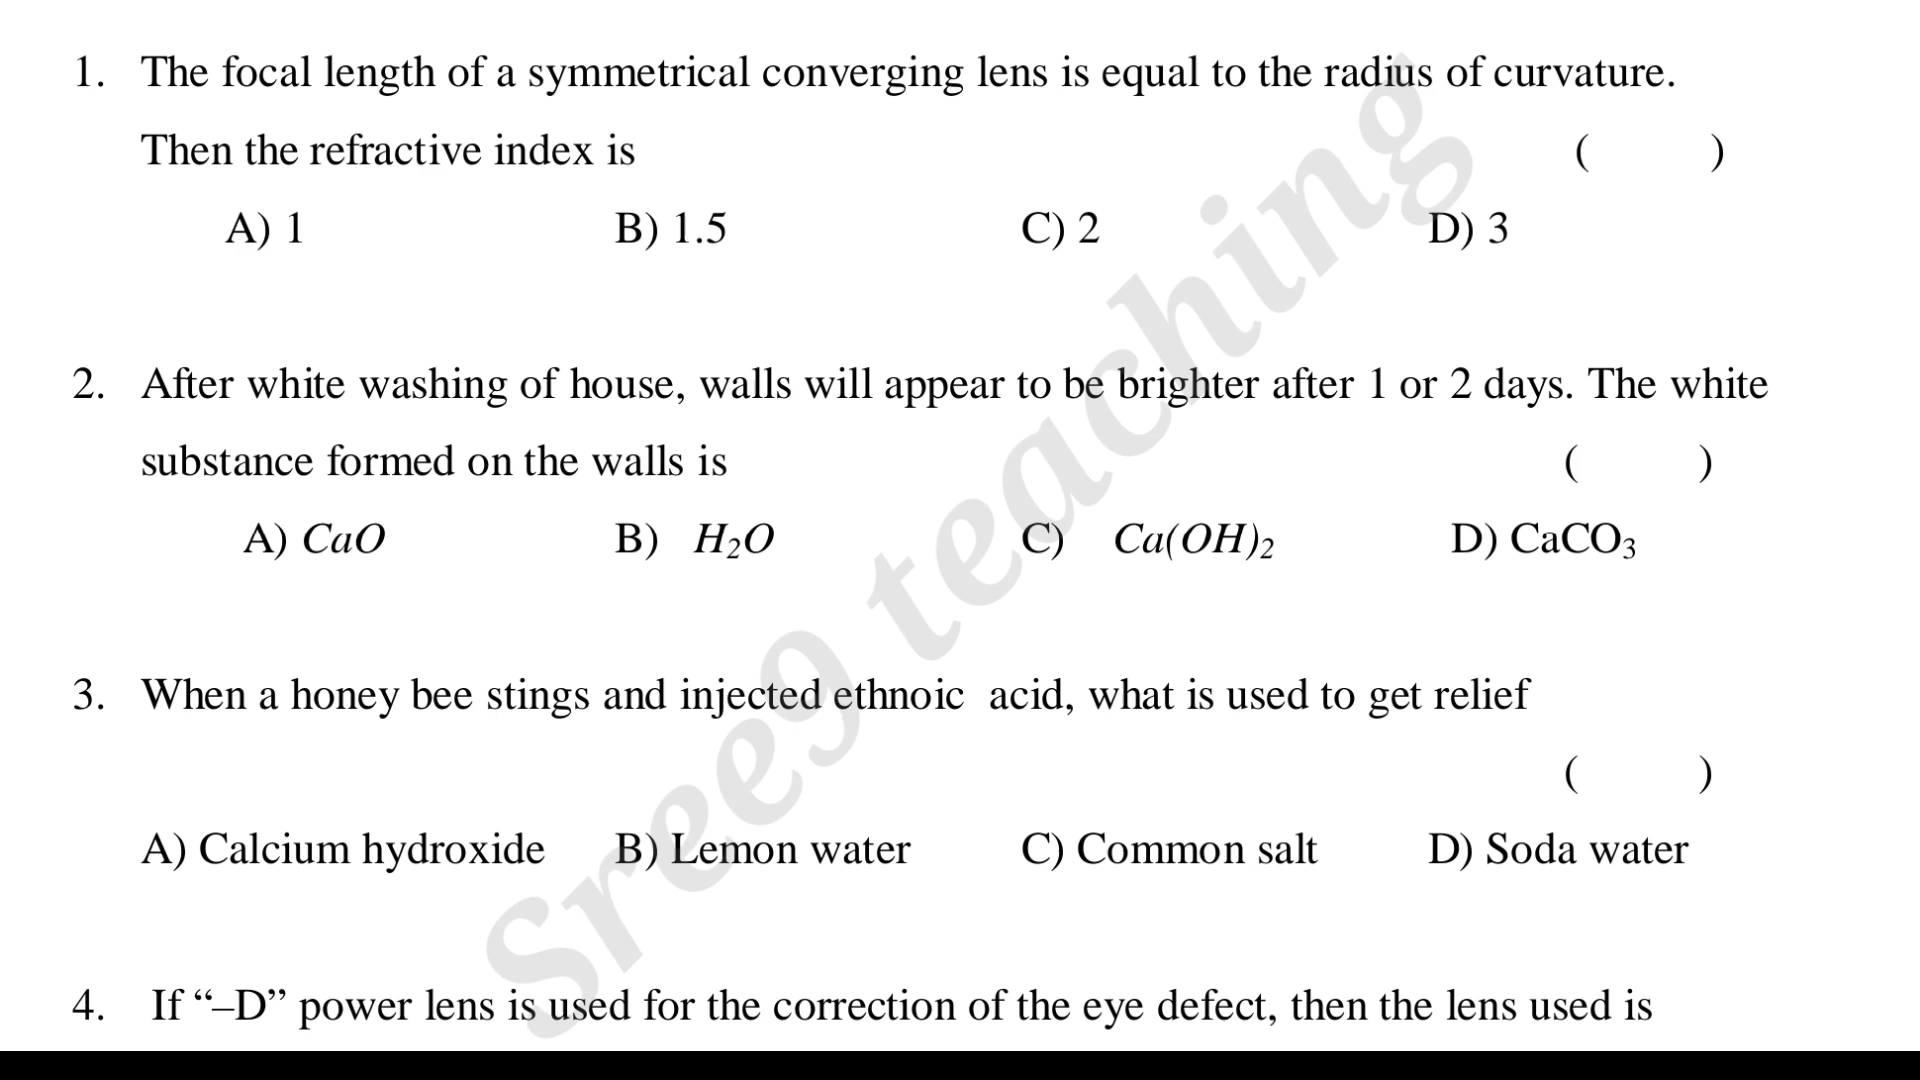 1. The focal length of a symmetrical converging lens is equal to the radius of curvature.
Then the refractive index is ( )
A) 1 B) 1.5 C) 2 D) 3
2. After white washing of house, walls will appear to be brighter after 1 or 2 days. The white
substance formed on the walls is ( )
A) CaO B) H₂O C) Ca(OH)₂ D) CaCO₃
3. When a honey bee stings and injected ethnoic acid, what is used to get relief
( )
A) Calcium hydroxide B) Lemon water C) Common salt D) Soda water
4. If “–D” power lens is used for the correction of the eye defect, then the lens used is
Sree9 teaching